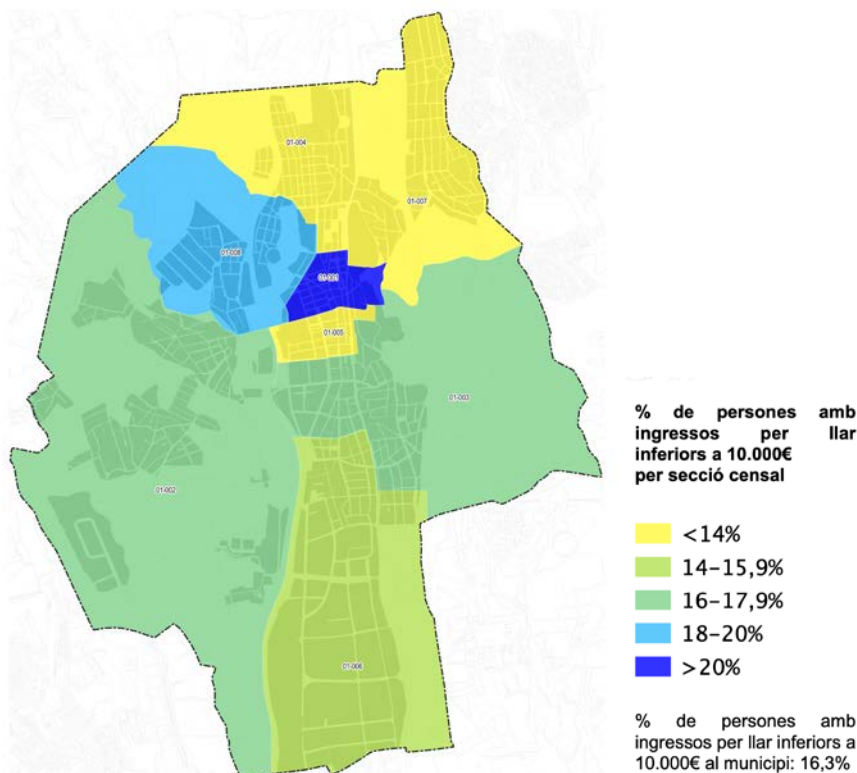 01-004
01-007
01-008
01-001
01-005
01-003
01-002
01-006
% de persones amb
ingressos per llar
inferiors a 10.000€
per secció censal
<14%
14-15,9%
16-17,9%
18-20%
>20%
% de persones amb
ingressos per llar inferiors a
10.000€ al municipi: 16,3%